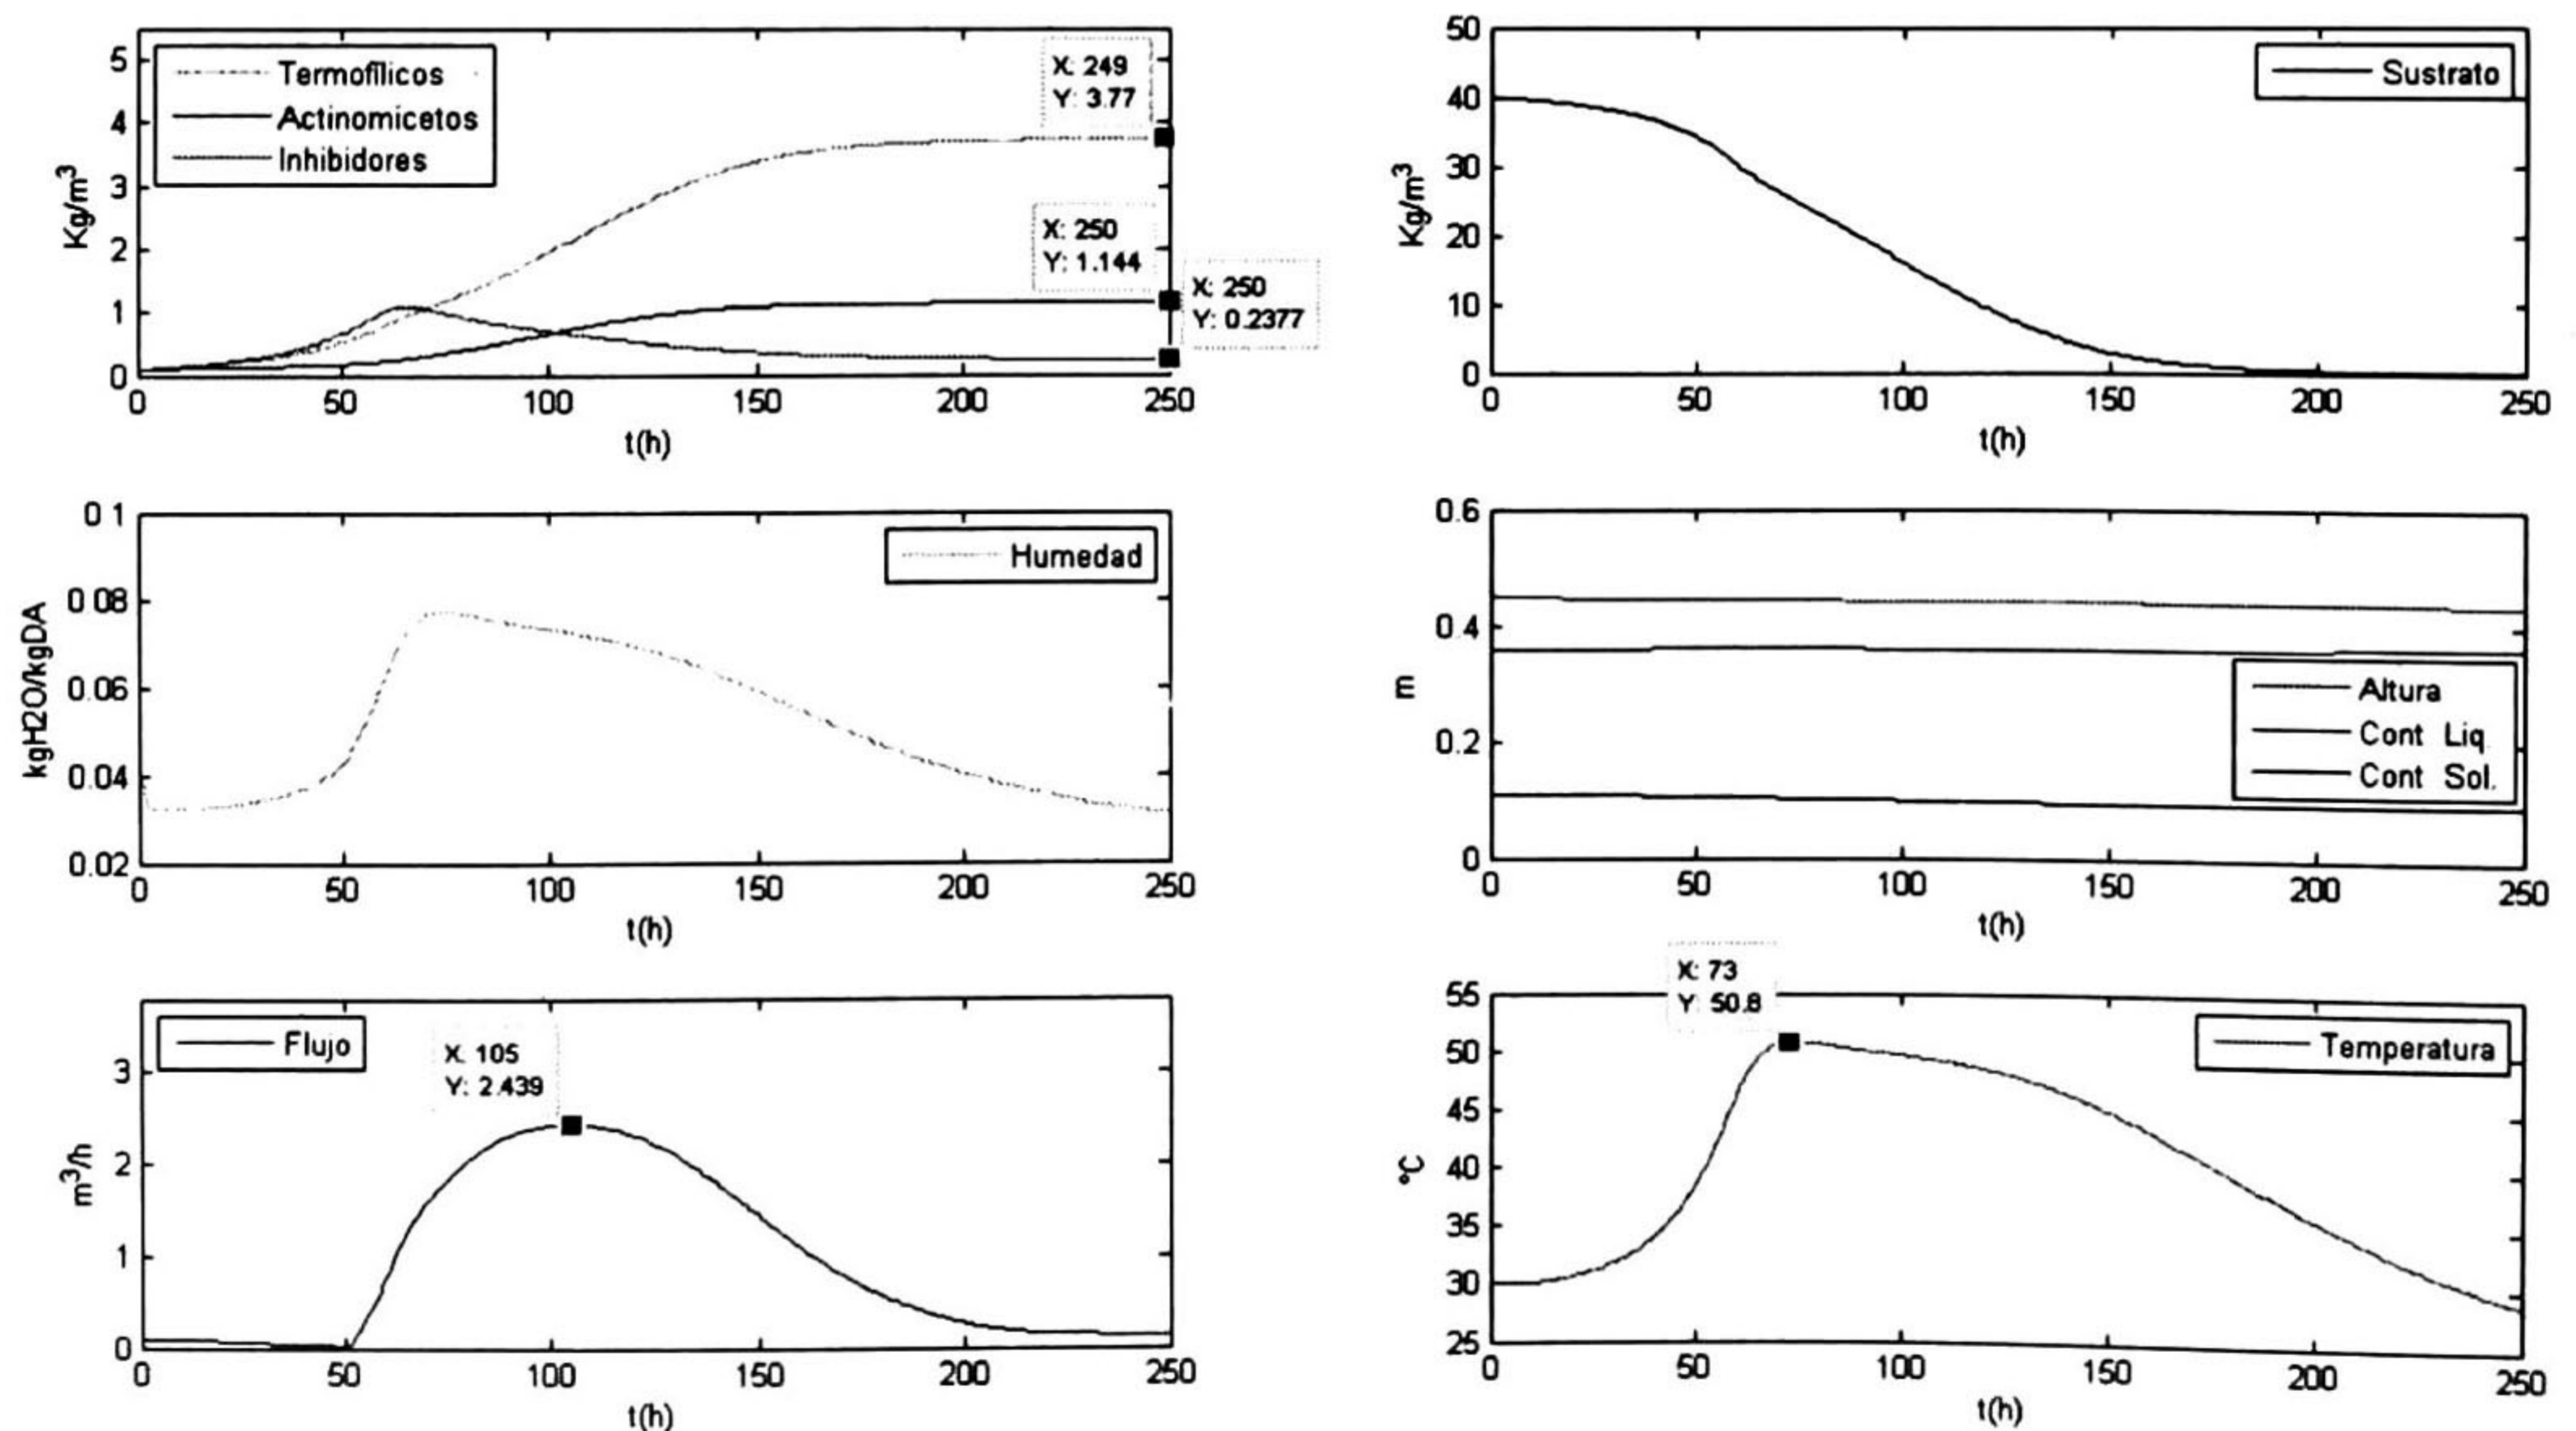 Kg/m³
5
4
3
2
1
0
Termofílicos
Actinomicetos
Inhibidores
X: 249
Y: 3.77
X: 250
Y: 1.144
X: 250
Y: 0.2377
0 50 100 150 200 250
t(h)
Kg/m³
50
40
30
20
10
0
Sustrato
0 50 100 150 200 250
t(h)
kgH2O/kgDA
0 1
0 08
0.06
0.04
0.02
Humedad
0 50 100 150 200 250
t(h)
m
0.6
0 4
0.2
0
Altura
Cont Liq
Cont Sol.
0 50 100 150 200 250
t(h)
m³/h
3
2
1
0
Flujo
X. 105
Y: 2.439
0 50 100 150 200 250
t(h)
°C
55
50
45
40
35
30
25
X: 73
Y: 50.8
Temperatura
0 50 100 150 200 250
t(h)